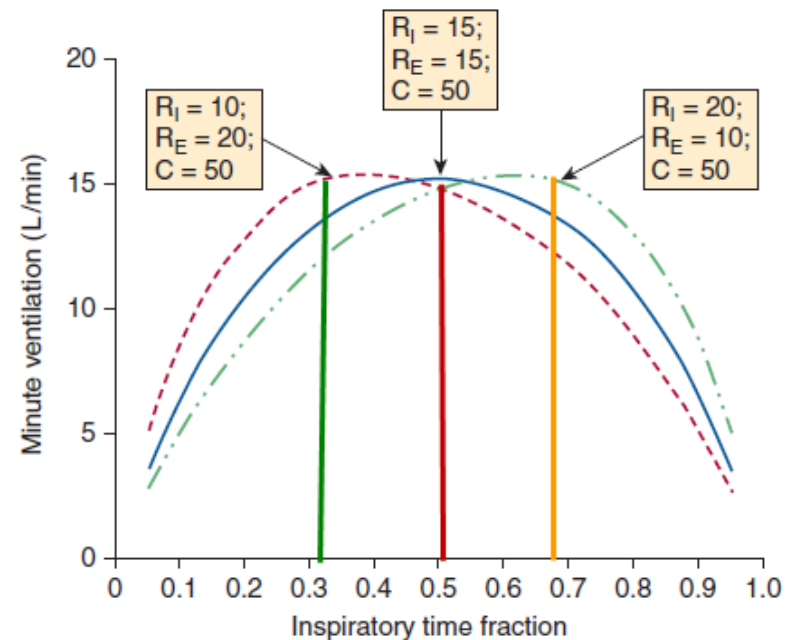 R_I = 15;
R_E = 15;
C = 50
R_I = 10;
R_E = 20;
C = 50
R_I = 20;
R_E = 10;
C = 50
Minute ventilation (L/min)
20
15
10
5
0
0 0.1 0.2 0.3 0.4 0.5 0.6 0.7 0.8 0.9 1.0
Inspiratory time fraction